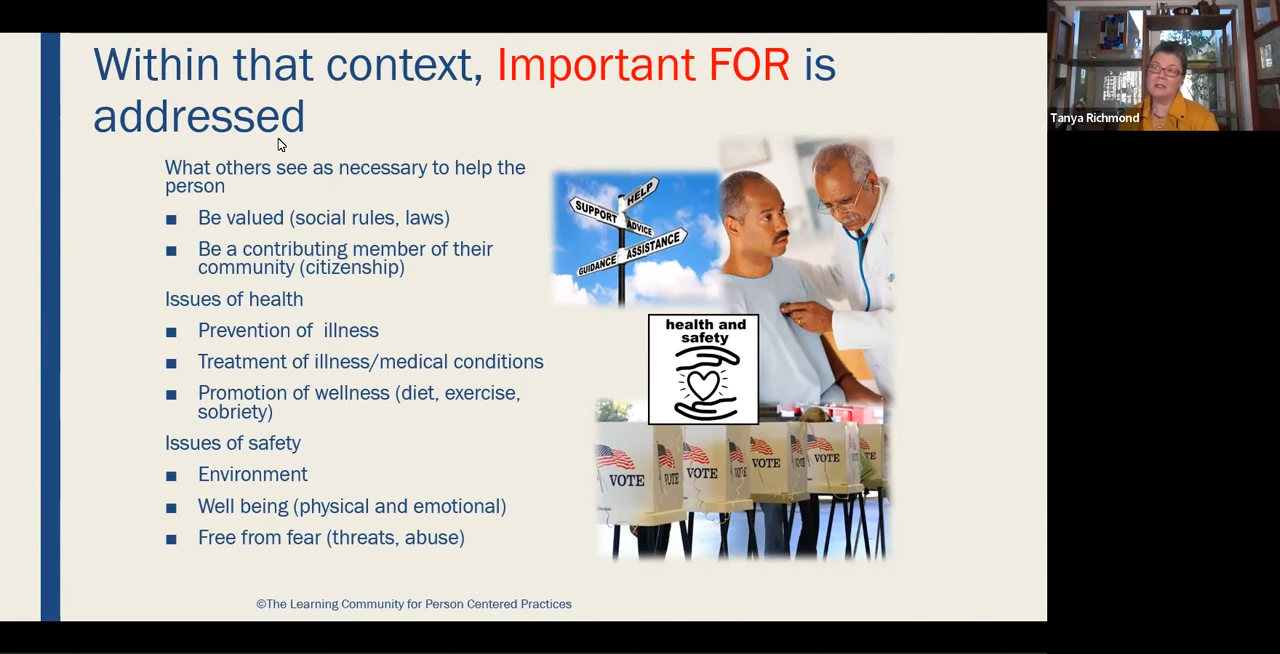 Within that context, Important FOR is
addressed
What others see as necessary to help the
person
■ Be valued (social rules, laws)
■ Be a contributing member of their
community (citizenship)
Issues of health
■ Prevention of illness
■ Treatment of illness/medical conditions
■ Promotion of wellness (diet, exercise,
sobriety)
Issues of safety
■ Environment
■ Well being (physical and emotional)
■ Free from fear (threats, abuse)
©The Learning Community for Person Centered Practices
HELP
SUPPORT
ADVICE
ASSISTANCE
GUIDANCE
health and
safety
VOTE
VOTE
VOTE
VOTE
VOTE
VOTE
VOTE
Tanya Richmond